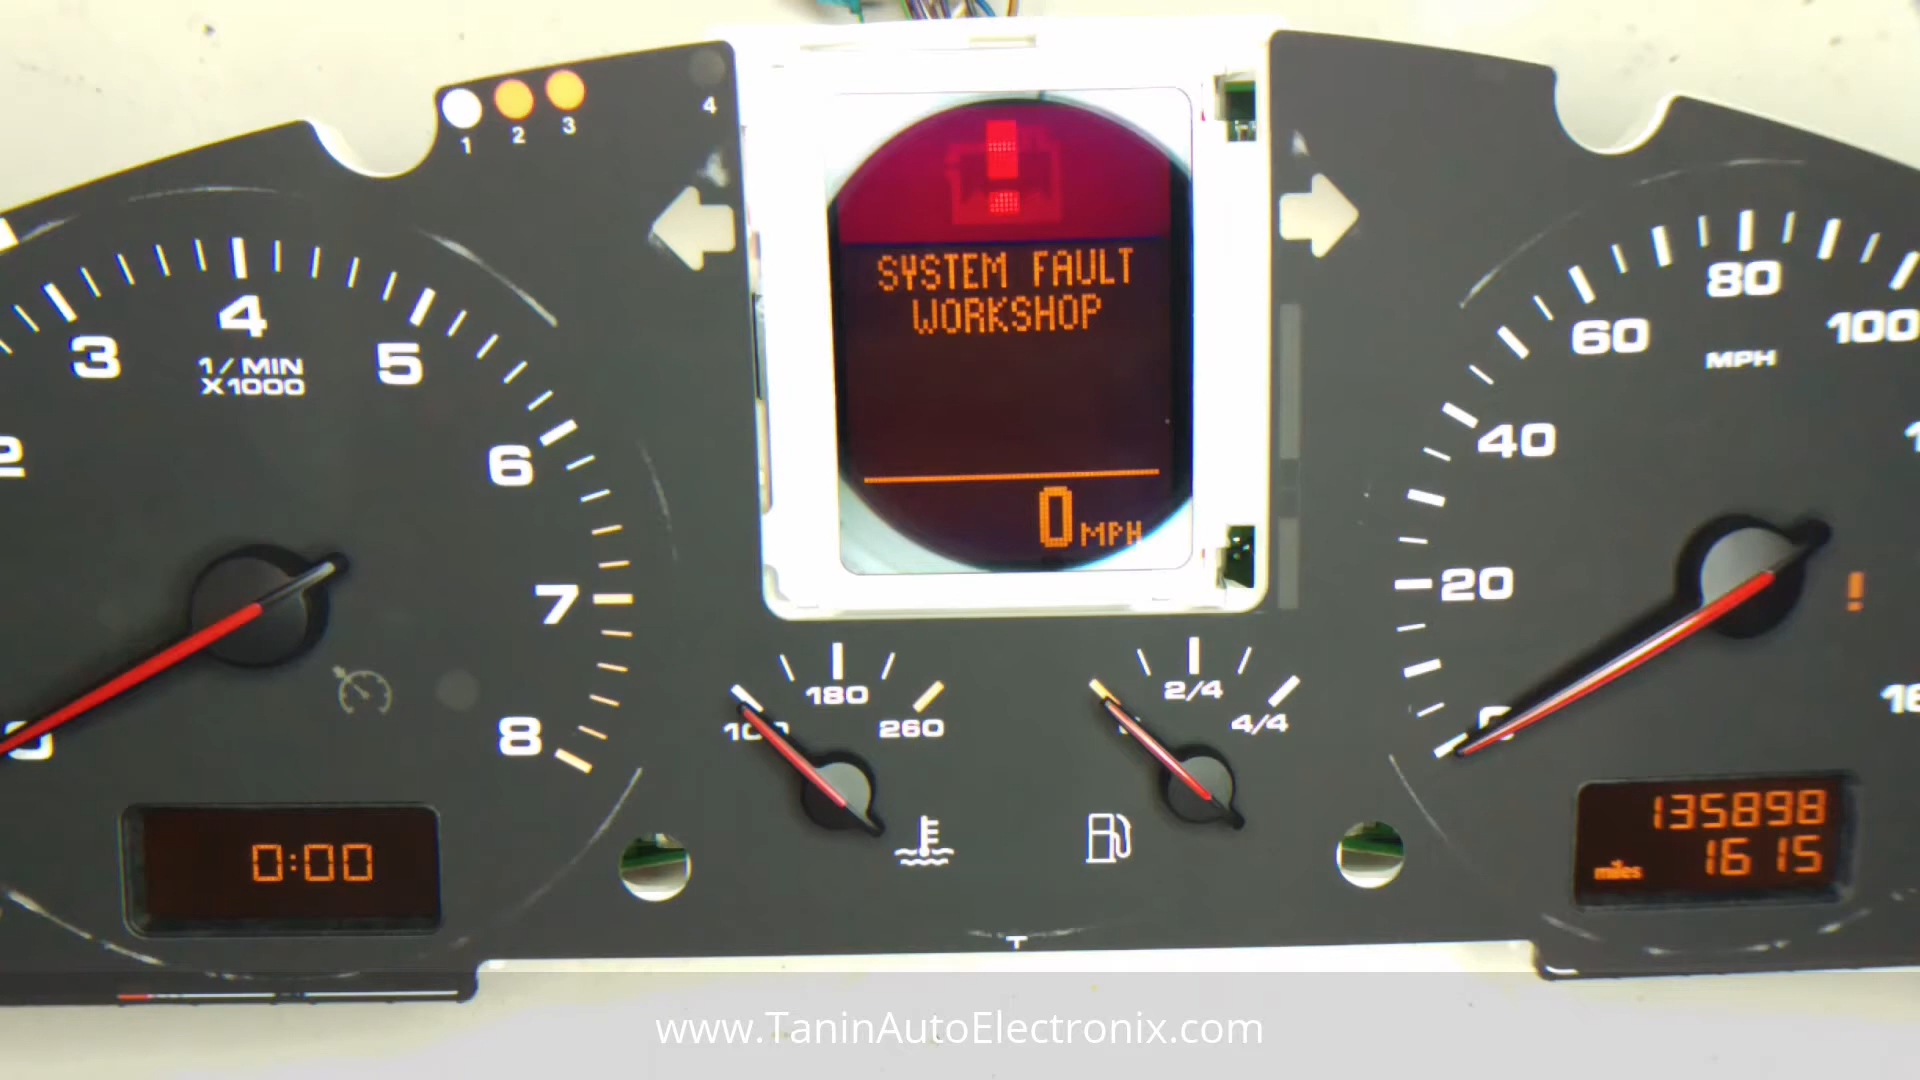 1 2 3 4
SYSTEM FAULT
WORKSHOP
0 MPH
2 3 4 5 6 7 8
1/MIN
X1000
0:00
180
260
2/4
4/4
20 40 60 80 100
MPH
135898
miles 1615
www.TaninAutoElectronix.com